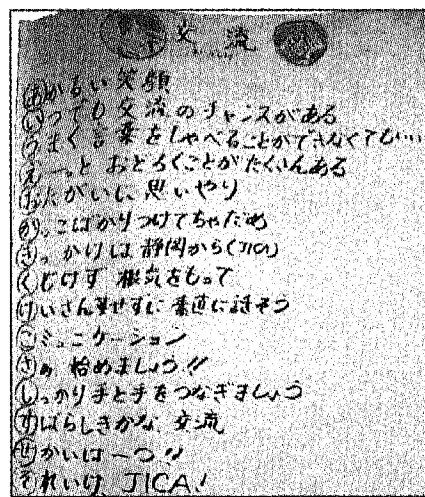 交流
あかるい笑顔
いつでも交流のチャンスがある
うまく言葉をしゃべることができなくても…
えーっと おどろくことがたくさんある
おたがいに思いやり
かっこばかりつけてちゃだめ
きっかけは静岡から(JICA)
くじけず 根気をもって
けいさんきせずに 素直に話そう
コミュニケーション
さぁ 始めましょう!!
しっかり手と手をつなぎましょう
すばらしきかな 交流
せかいは一つ!!
それいけ JICA!